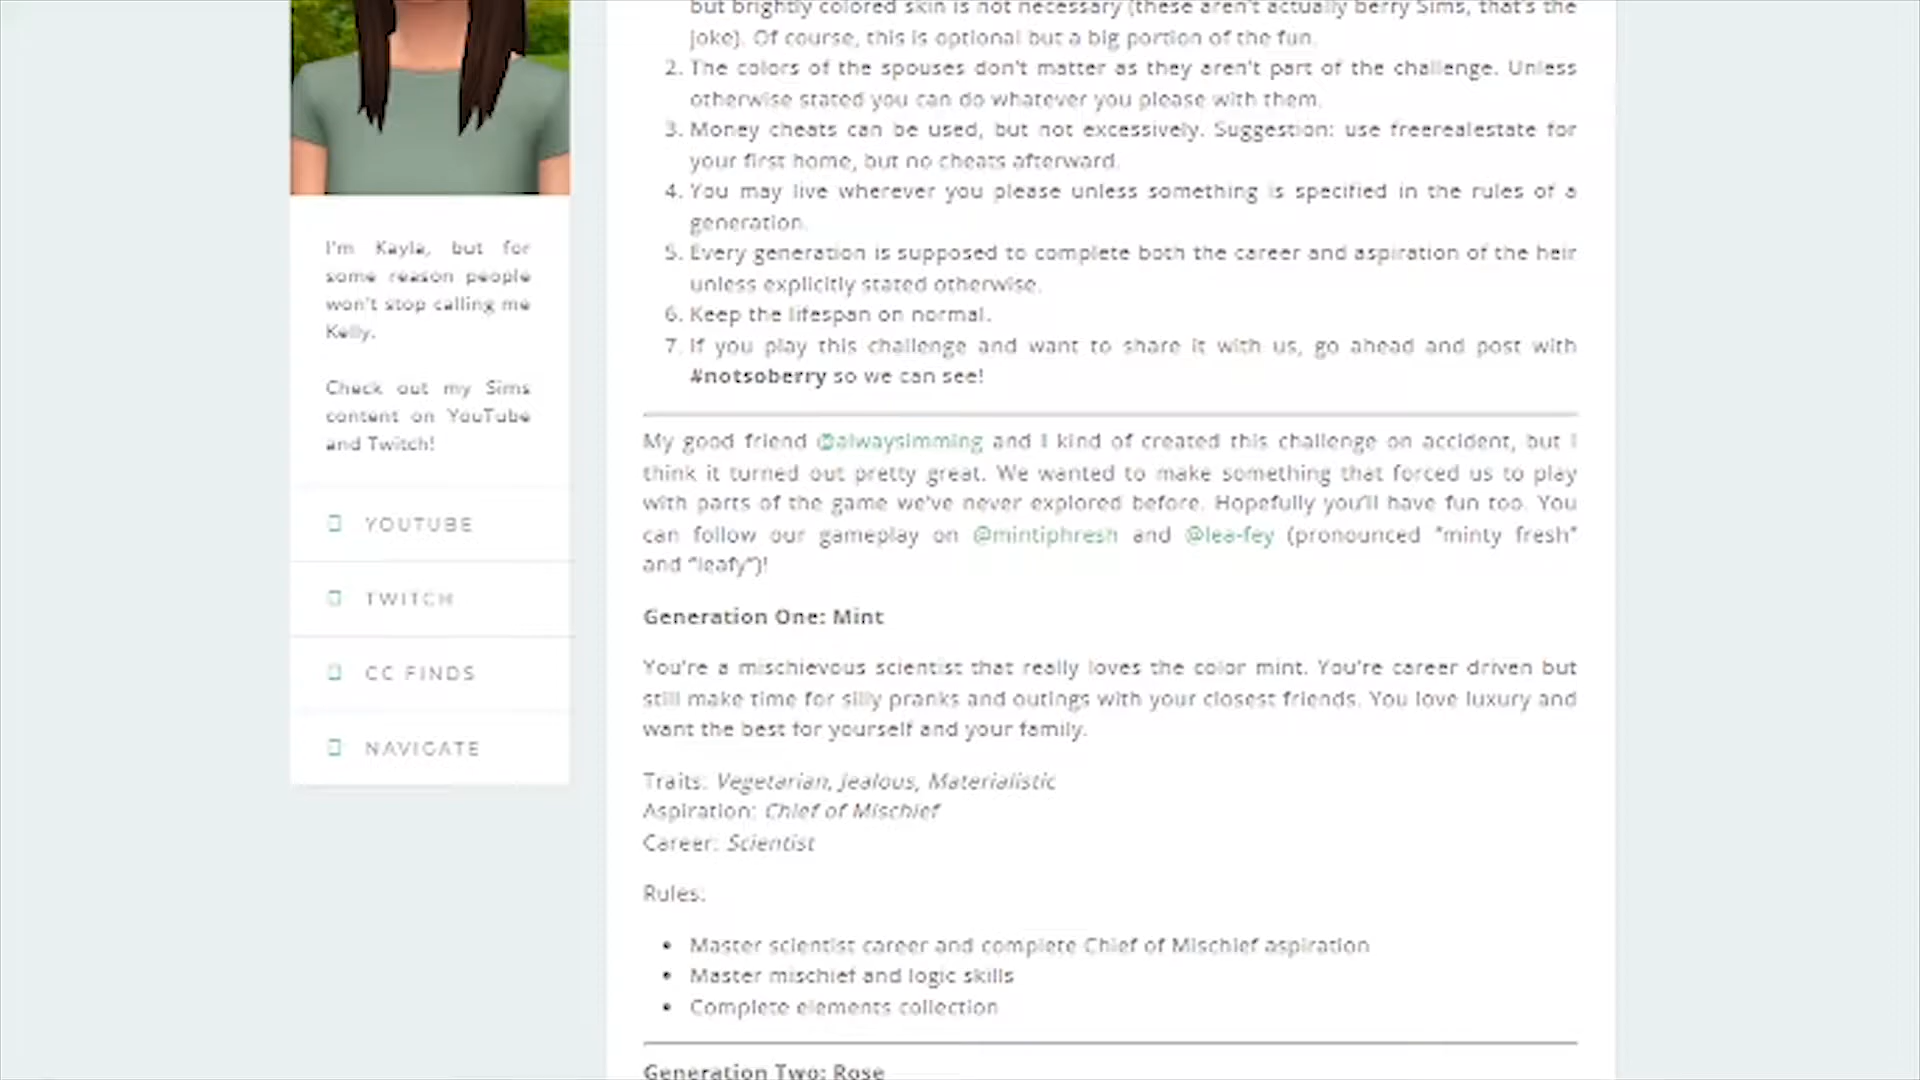 but brightly colored skin is not necessary (these aren't actually berry Sims, that's the
joke). Of course, this is optional but a big portion of the fun.
2. The colors of the spouses don't matter as they aren't part of the challenge. Unless
otherwise stated you can do whatever you please with them.
3. Money cheats can be used, but not excessively. Suggestion: use freerealestate for
your first home, but no cheats afterward.
4. You may live wherever you please unless something is specified in the rules of a
generation.
5. Every generation is supposed to complete both the career and aspiration of the heir
unless explicitly stated otherwise.
6. Keep the lifespan on normal.
7. If you play this challenge and want to share it with us, go ahead and post with
#notsoberry so we can see!
I'm Kayla, but for
some reason people
won't stop calling me
Kelly.
Check out my Sims
content on YouTube
and Twitch!
YOUTUBE
TWITCH
CC FINDS
NAVIGATE
My good friend @alwaysimming and I kind of created this challenge on accident, but I
think it turned out pretty great. We wanted to make something that forced us to play
with parts of the game we've never explored before. Hopefully you'll have fun too. You
can follow our gameplay on @mintiphresh and @lea-fey (pronounced "minty fresh"
and "leafy")!
Generation One: Mint
You're a mischievous scientist that really loves the color mint. You're career driven but
still make time for silly pranks and outings with your closest friends. You love luxury and
want the best for yourself and your family.
Traits: Vegetarian, Jealous, Materialistic
Aspiration: Chief of Mischief
Career: Scientist
Rules:
• Master scientist career and complete Chief of Mischief aspiration
• Master mischief and logic skills
• Complete elements collection
Generation Two: Rose